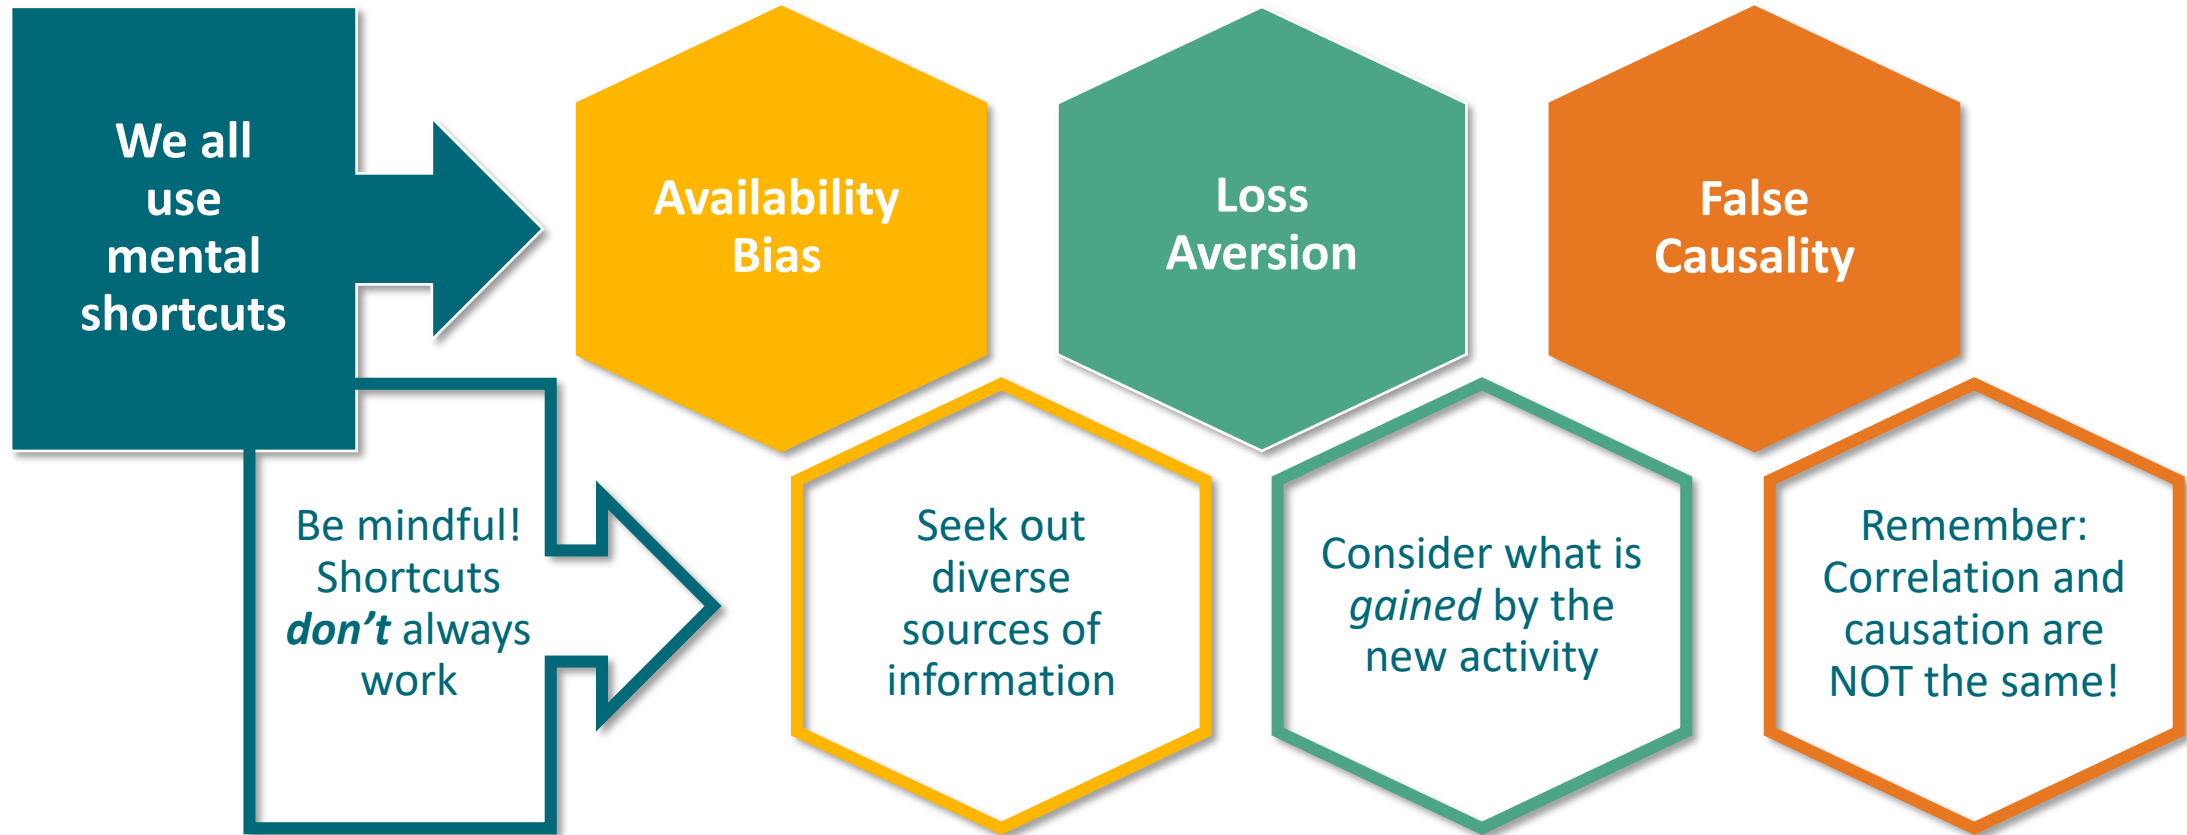 We all
use
mental
shortcuts
Availability
Bias
Loss
Aversion
False
Causality
Be mindful!
Shortcuts
don't always
work
Seek out
diverse
sources of
information
Consider what is
gained by the
new activity
Remember:
Correlation and
causation are
NOT the same!